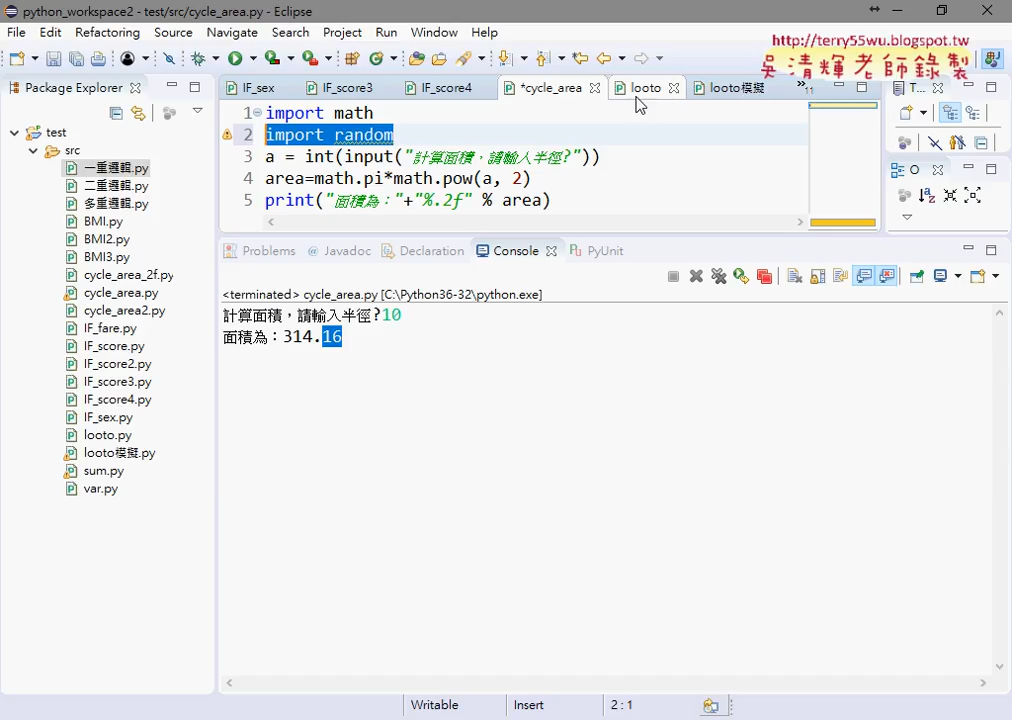 python_workspace2 - test/src/cycle_area.py - Eclipse
File Edit Refactoring Source Navigate Search Project Run Window Help
http://terry55wu.blogspot.tw
吳清輝老師錄製
Package Explorer
IF_sex
IF_score3
IF_score4
*cycle_area
looto
looto模擬
11
T...
test
src
一重邏輯.py
二重邏輯.py
多重邏輯.py
BMI.py
BMI2.py
BMI3.py
cycle_area_2f.py
cycle_area.py
cycle_area2.py
IF_fare.py
IF_score.py
IF_score2.py
IF_score3.py
IF_score4.py
IF_sex.py
looto.py
looto模擬.py
sum.py
var.py
1 import math
2 import random
3 a = int(input("計算面積，請輸入半徑?"))
4 area=math.pi*math.pow(a, 2)
5 print("面積為："+"%.2f" % area)
O
Problems @ Javadoc Declaration Console PyUnit
<terminated> cycle_area.py [C:\Python36-32\python.exe]
計算面積，請輸入半徑?10
面積為：314.16
Writable Insert 2 : 1